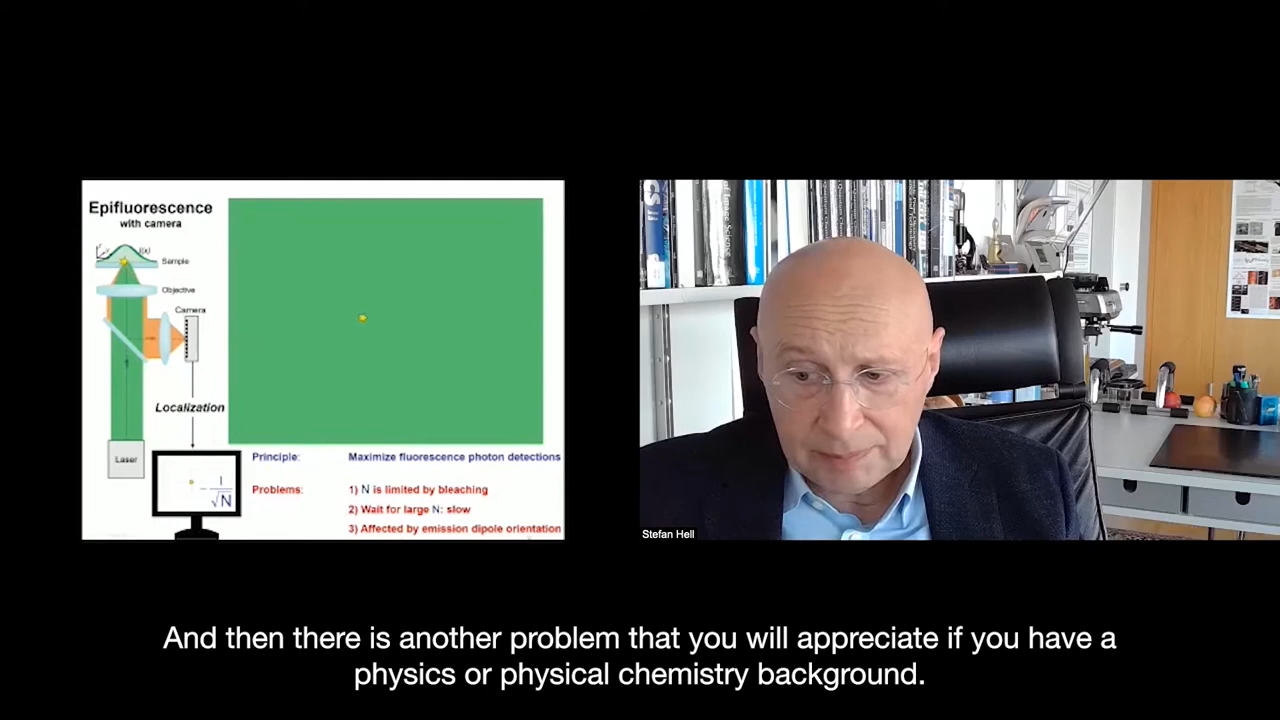 Epifluorescence
with camera
f(x)
Sample
Objective
Camera
Localization
Laser
1
√N
Principle: Maximize fluorescence photon detections
Problems: 1) N is limited by bleaching
2) Wait for large N: slow
3) Affected by emission dipole orientation
Stefan Hell
And then there is another problem that you will appreciate if you have a
physics or physical chemistry background.